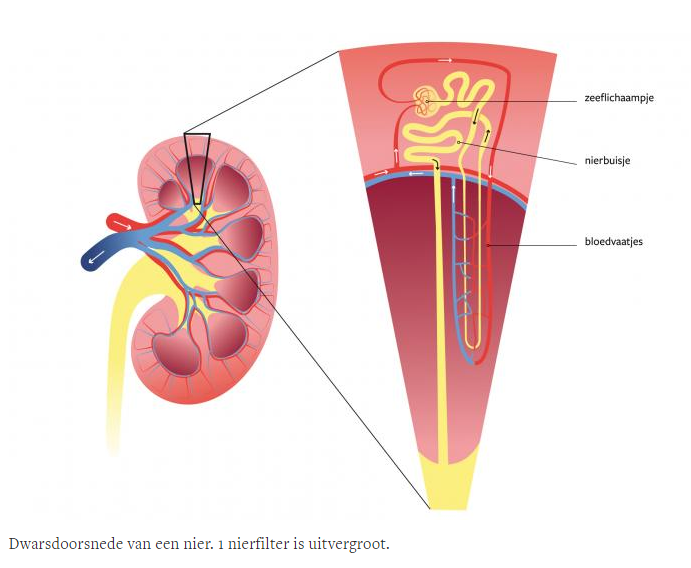 zeeflichaampje
nierbuisje
bloedvaatjes
Dwarsdoorsnede van een nier. 1 nierfilter is uitvergroot.